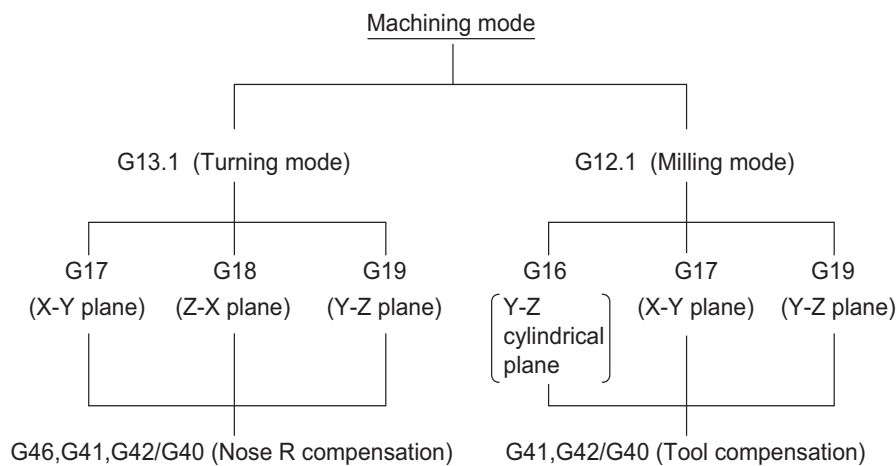 Machining mode
G13.1 (Turning mode)
G12.1 (Milling mode)
G17
G18
G19
G16
G17
G19
(X-Y plane)
(Z-X plane)
(Y-Z plane)
Y-Z
cylindrical
plane
(X-Y plane)
(Y-Z plane)
G46,G41,G42/G40 (Nose R compensation)
G41,G42/G40 (Tool compensation)